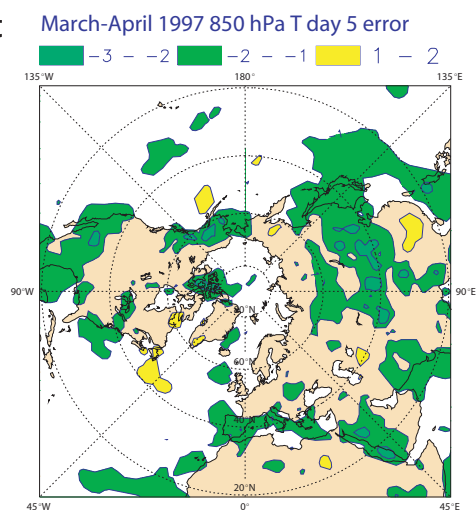 March-April 1997 850 hPa T day 5 error
-3 - -2 -2 - -1 1 - 2
135°W 180° 135°E
90°W 90°E
80°N
60°N
40°N
20°N
45°W 0° 45°E